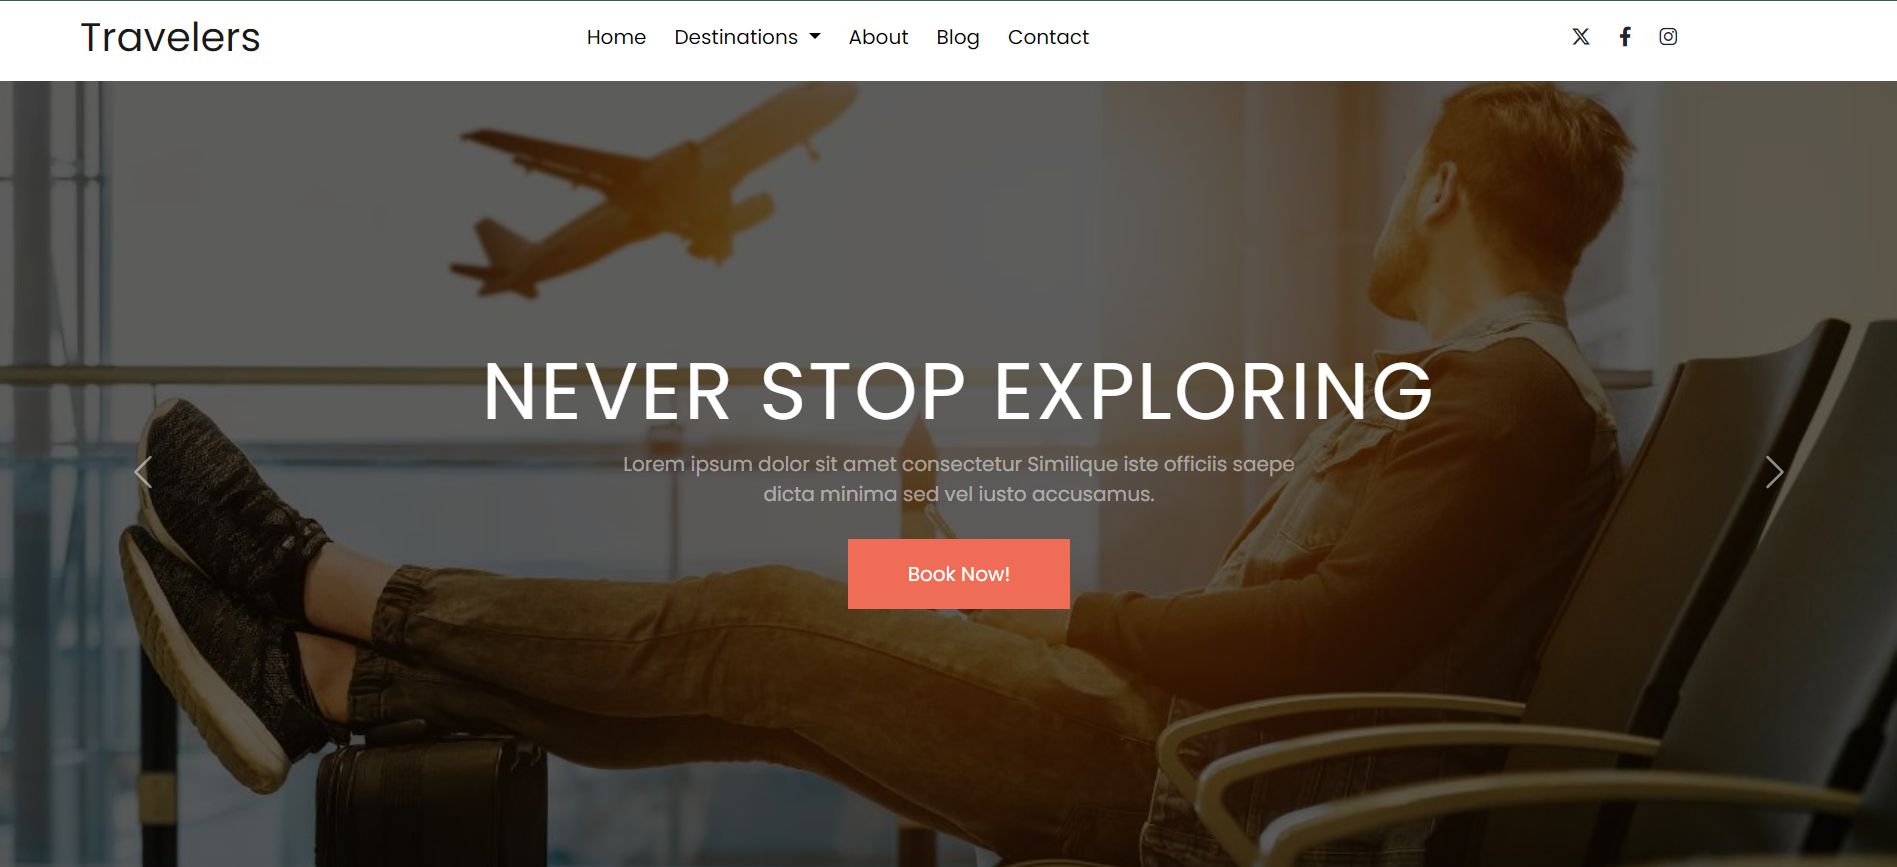 Travelers
Home Destinations About Blog Contact
NEVER STOP EXPLORING
Lorem ipsum dolor sit amet consectetur Similique iste officiis saepe
dicta minima sed vel iusto accusamus.
Book Now!